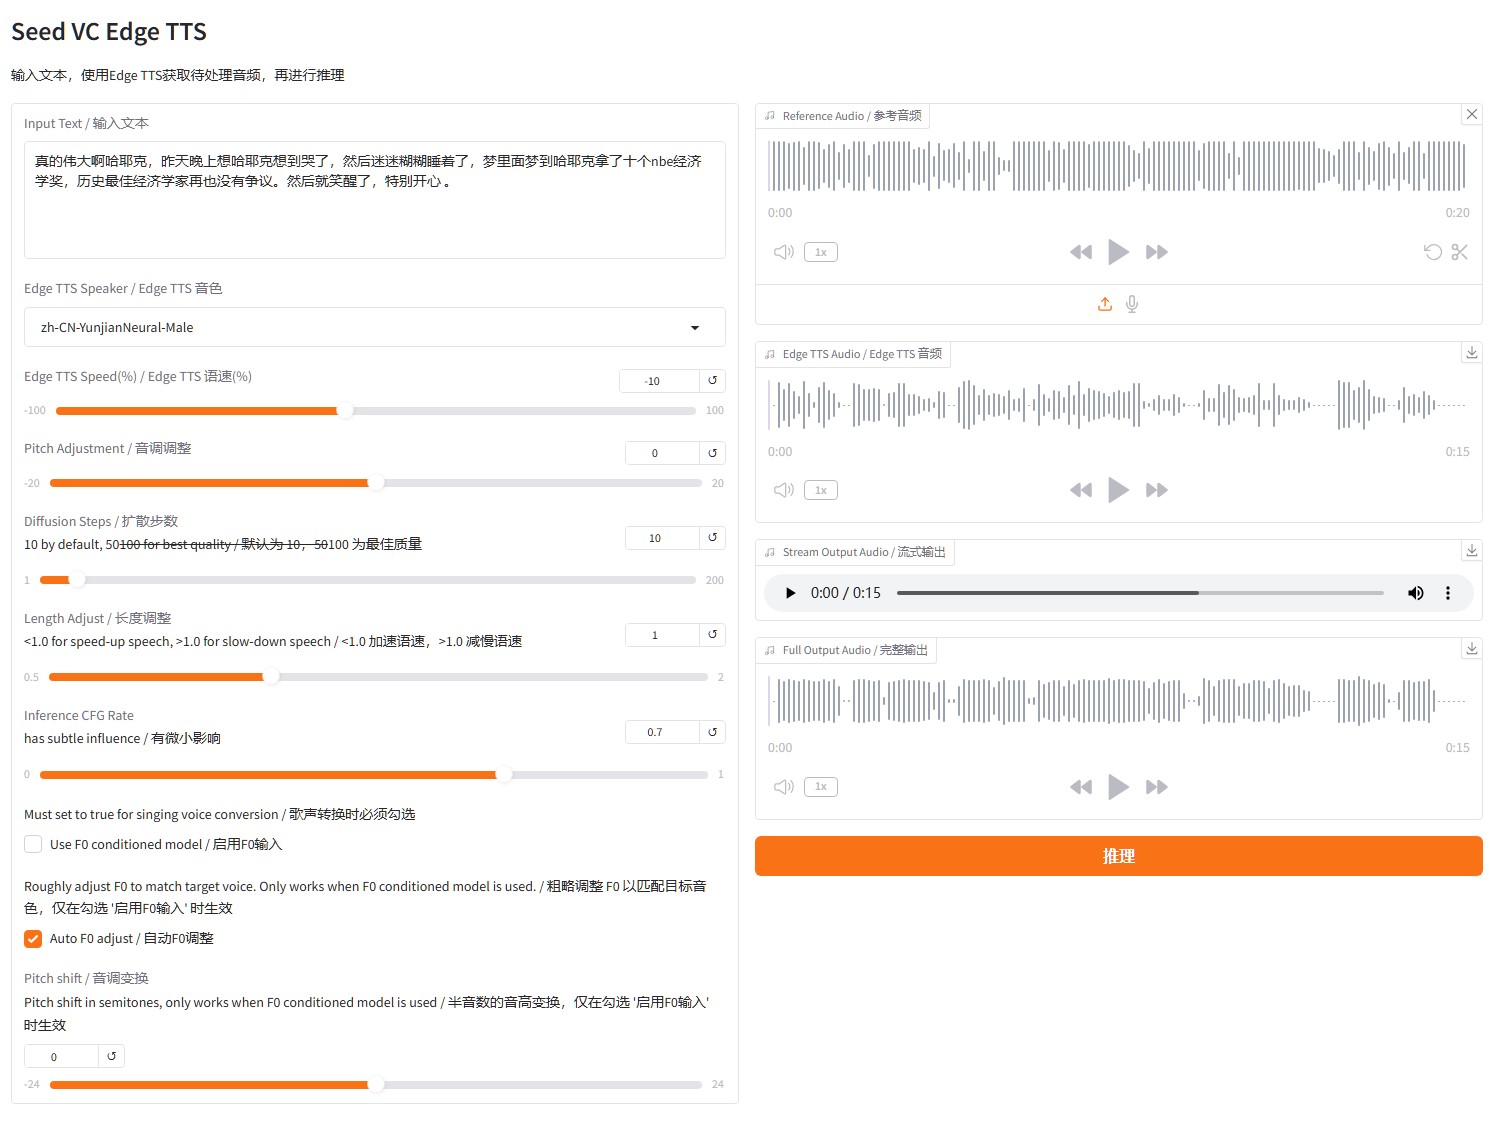 Seed VC Edge TTS
输入文本，使用Edge TTS获取待处理音频，再进行推理
Input Text / 输入文本
真的伟大啊哈耶克，昨天晚上想哈耶克想到哭了，然后迷迷糊糊睡着了，梦里面梦到哈耶克拿了十个nbe经济
学奖，历史最佳经济学家再也没有争议。然后就笑醒了，特别开心 。
Edge TTS Speaker / Edge TTS 音色
zh-CN-YunjianNeural-Male
Edge TTS Speed(%) / Edge TTS 语速(%)
-10
-100
100
Pitch Adjustment / 音调调整
0
-20
20
Diffusion Steps / 扩散步数
10 by default, 50100 for best quality / 默认为 10，50100 为最佳质量
10
1
200
Length Adjust / 长度调整
<1.0 for speed-up speech, >1.0 for slow-down speech / <1.0 加速语速，>1.0 减慢语速
1
0.5
2
Inference CFG Rate
has subtle influence / 有微小影响
0.7
0
1
Must set to true for singing voice conversion / 歌声转换时必须勾选
Use F0 conditioned model / 启用F0输入
Roughly adjust F0 to match target voice. Only works when F0 conditioned model is used. / 粗略调整 F0 以匹配目标音
色，仅在勾选 '启用F0输入' 时生效
Auto F0 adjust / 自动F0调整
Pitch shift / 音调变换
Pitch shift in semitones, only works when F0 conditioned model is used / 半音数的音高变换，仅在勾选 '启用F0输入'
时生效
0
-24
24
Reference Audio / 参考音频
0:00
0:20
1x
Edge TTS Audio / Edge TTS 音频
0:00
0:15
1x
Stream Output Audio / 流式输出
0:00 / 0:15
Full Output Audio / 完整输出
0:00
0:15
1x
推理